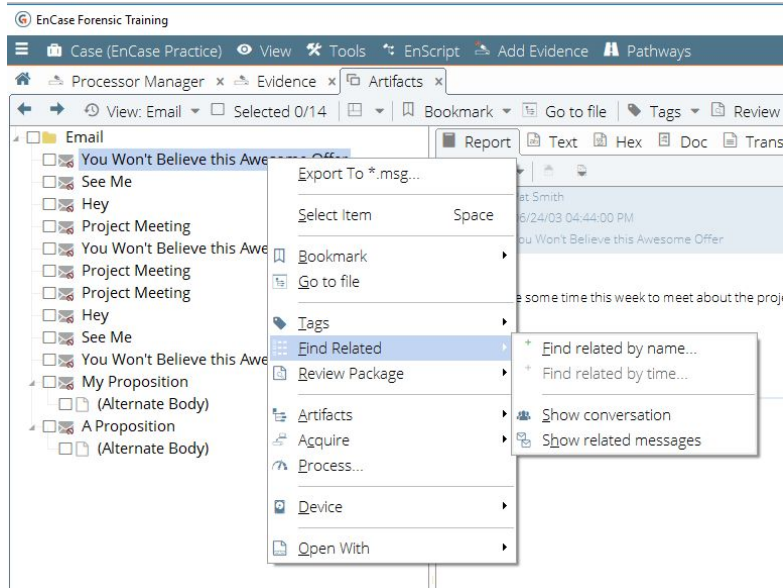 EnCase Forensic Training
Case (EnCase Practice) View Tools EnScript Add Evidence Pathways
Processor Manager x Evidence x Artifacts x
View: Email Selected 0/14 Bookmark Go to file Tags Review
Email
You Won't Believe this Awesome Offer
See Me
Hey
Project Meeting
You Won't Believe this Awe
Project Meeting
Project Meeting
Hey
See Me
You Won't Believe this Awe
My Proposition
(Alternate Body)
A Proposition
(Alternate Body)
Export To *.msg...
Select Item Space
Bookmark
Go to file
Tags
Find Related
Review Package
Artifacts
Acquire
Process...
Device
Open With
Find related by name...
Find related by time...
Show conversation
Show related messages
Report Text Hex Doc Trans
at Smith
6/24/03 04:44:00 PM
ou Won't Believe this Awesome Offer
e some time this week to meet about the proj